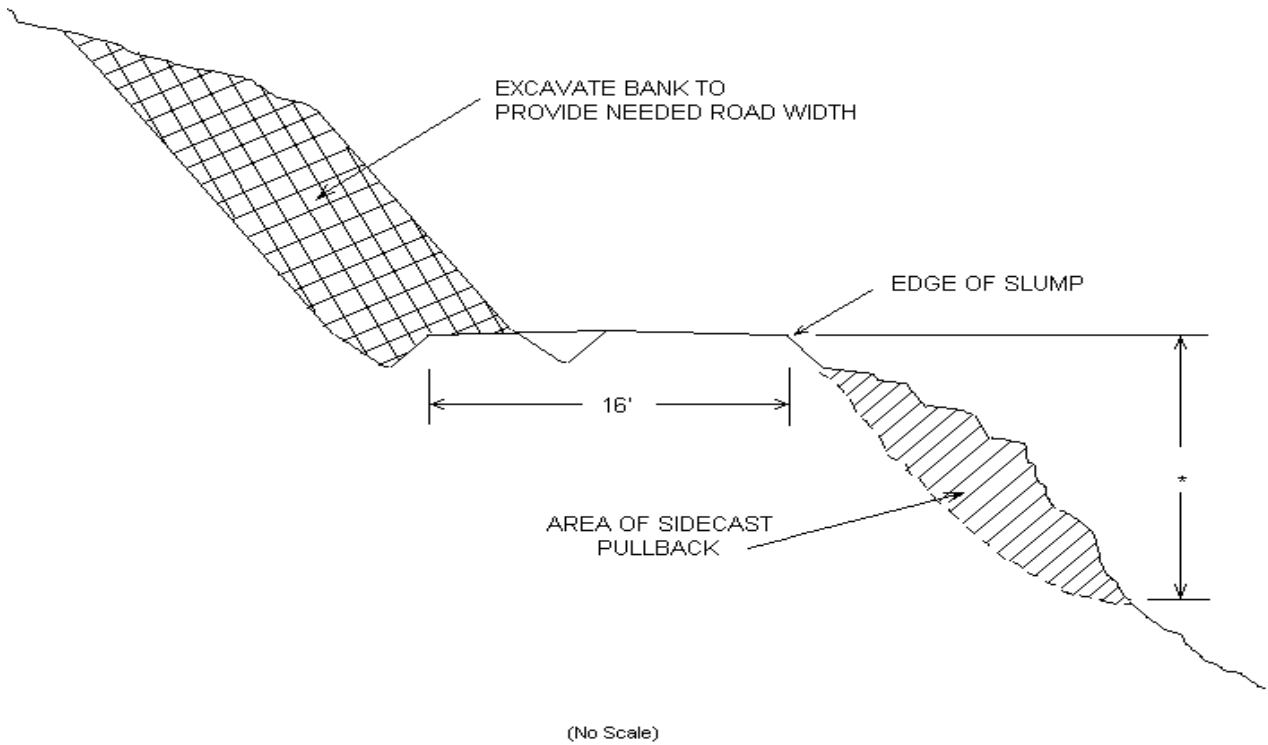 EXCAVATE BANK TO
PROVIDE NEEDED ROAD WIDTH
EDGE OF SLUMP
16'
*
AREA OF SIDECAST
PULLBACK
(No Scale)